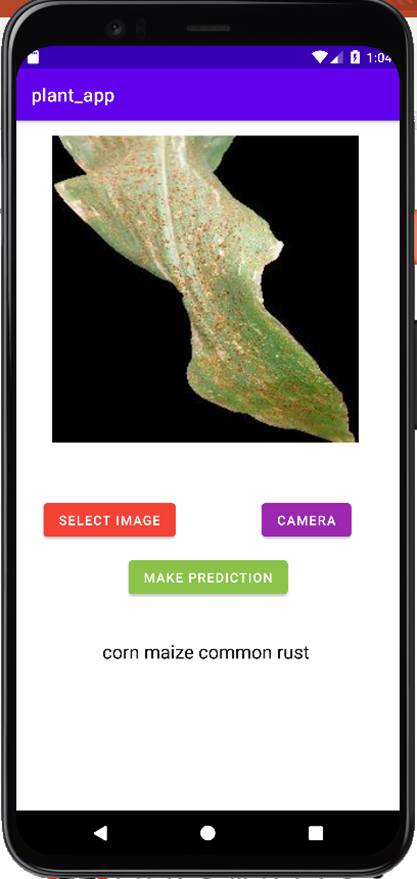 1:04
plant_app
SELECT IMAGE
CAMERA
MAKE PREDICTION
corn maize common rust